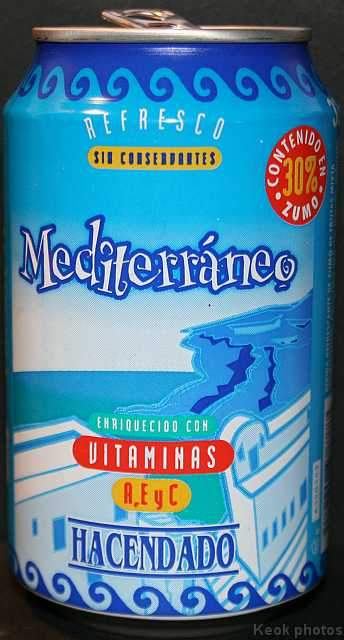 REFRESCO
SIN CONSERVANTES
CONTENIDO EN
30%
ZUMO
Mediterráneo
ENRIQUECIDO CON
VITAMINAS
A, E y C
HACENDADO
Keok photos